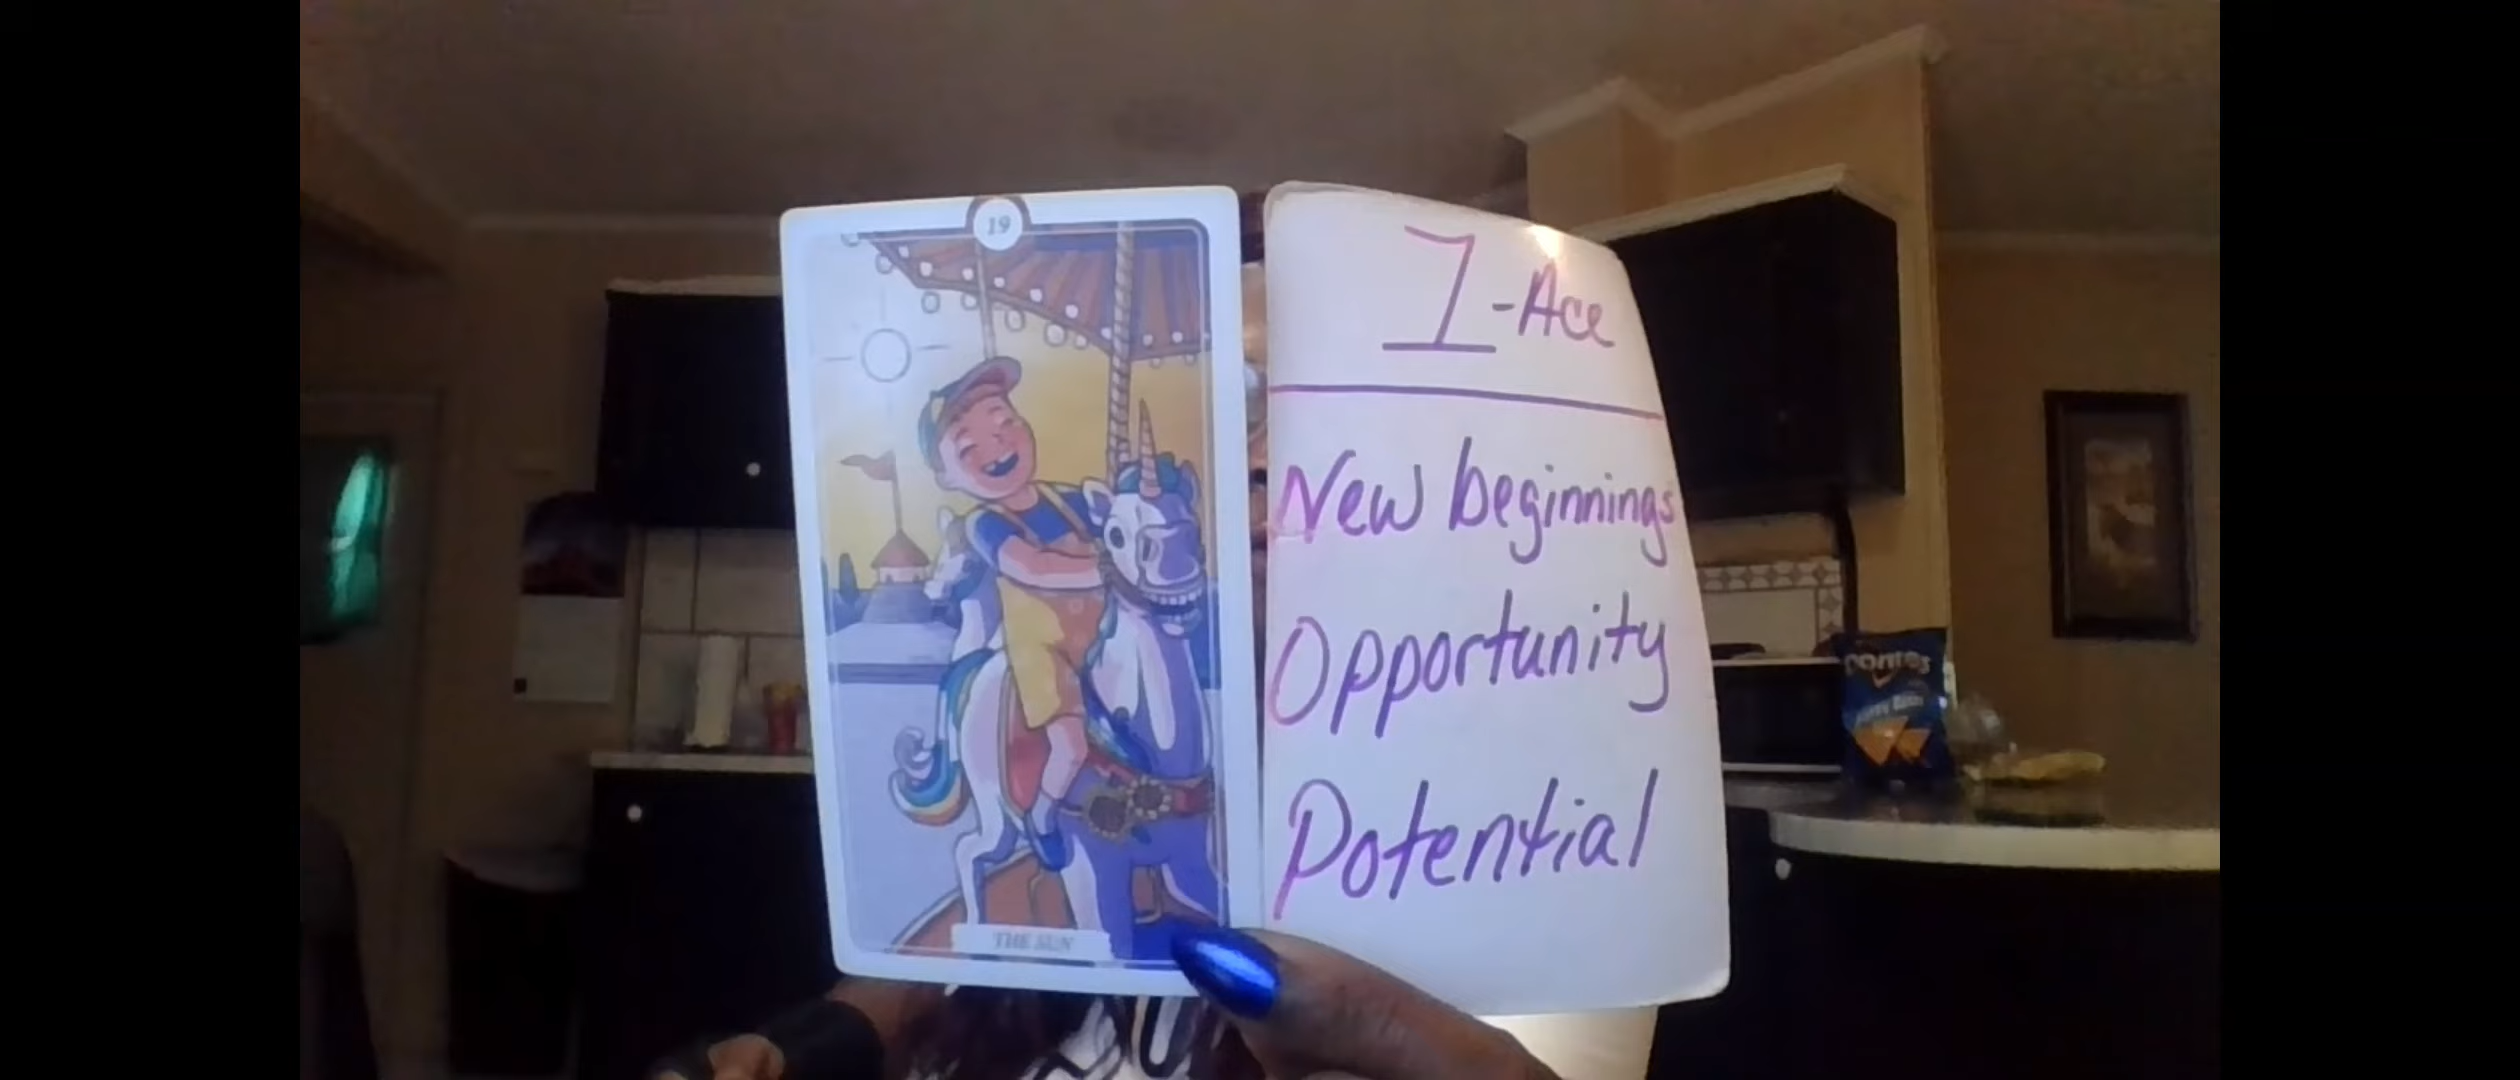 19
THE SUN
1-Ace
New beginnings
Opportunity
Potential
Doritos